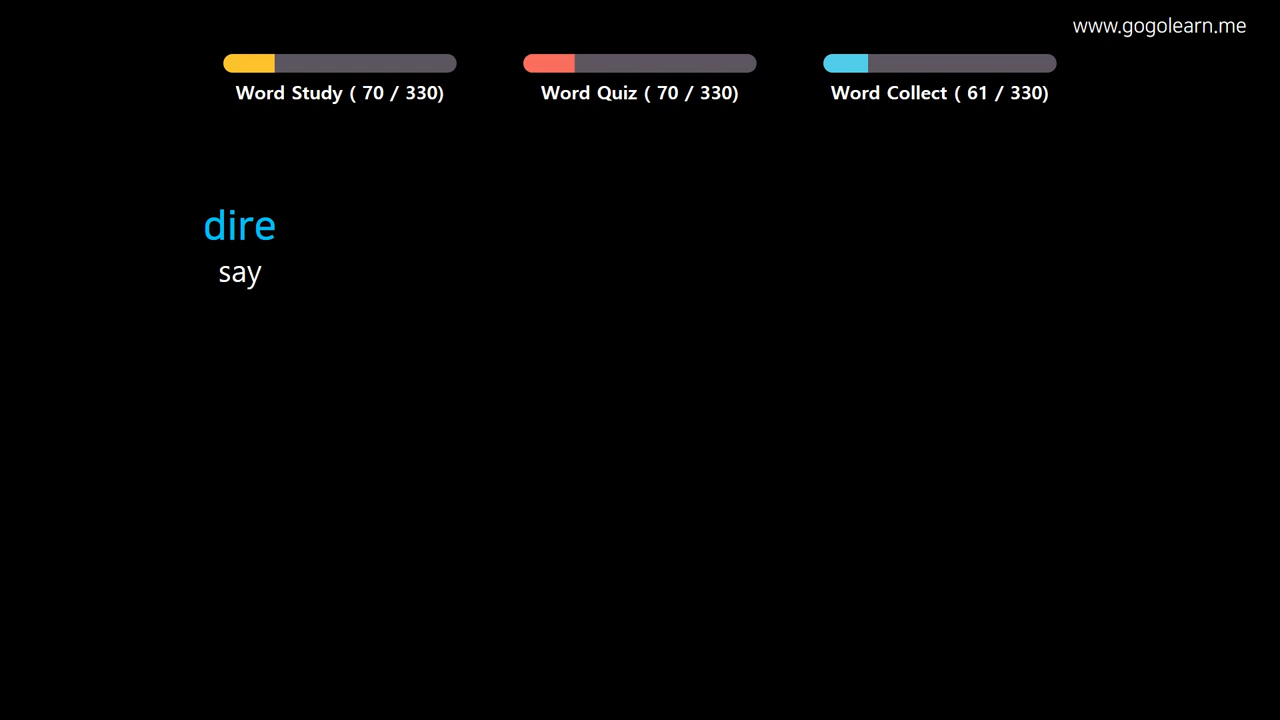 www.gogolearn.me
Word Study ( 70 / 330)
Word Quiz ( 70 / 330)
Word Collect ( 61 / 330)
dire
say